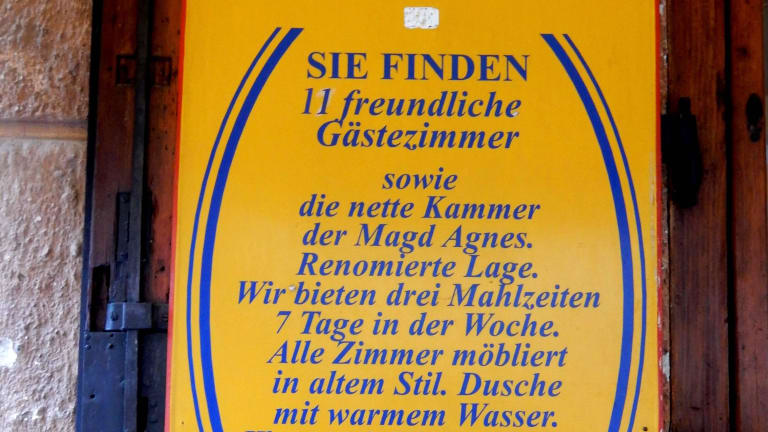 SIE FINDEN
11 freundliche
Gästezimmer
sowie
die nette Kammer
der Magd Agnes.
Renomierte Lage.
Wir bieten drei Mahlzeiten
7 Tage in der Woche.
Alle Zimmer möbliert
in altem Stil. Dusche
mit warmem Wasser.